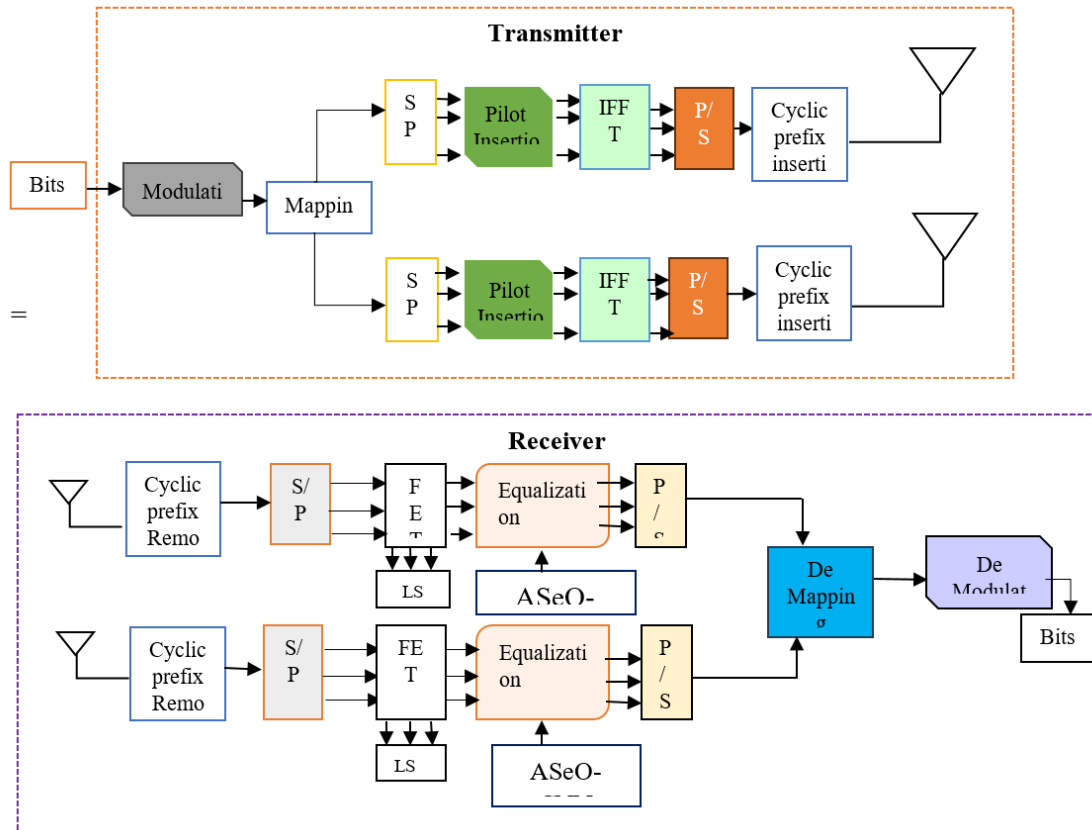 Transmitter
S
P
Pilot
Insertio
IFF
T
P/
S
Cyclic
prefix
inserti
Bits
Modulati
Mappin
S
P
Pilot
Insertio
IFF
T
P/
S
Cyclic
prefix
inserti
=
Receiver
Cyclic
prefix
Remo
S/
P
F
E
T
Equalizati
on
P
/
S
LS
ASeO-
De
Mappin
g
De
Modulat
Bits
Cyclic
prefix
Remo
S/
P
FE
T
Equalizati
on
P
/
S
LS
ASeO-